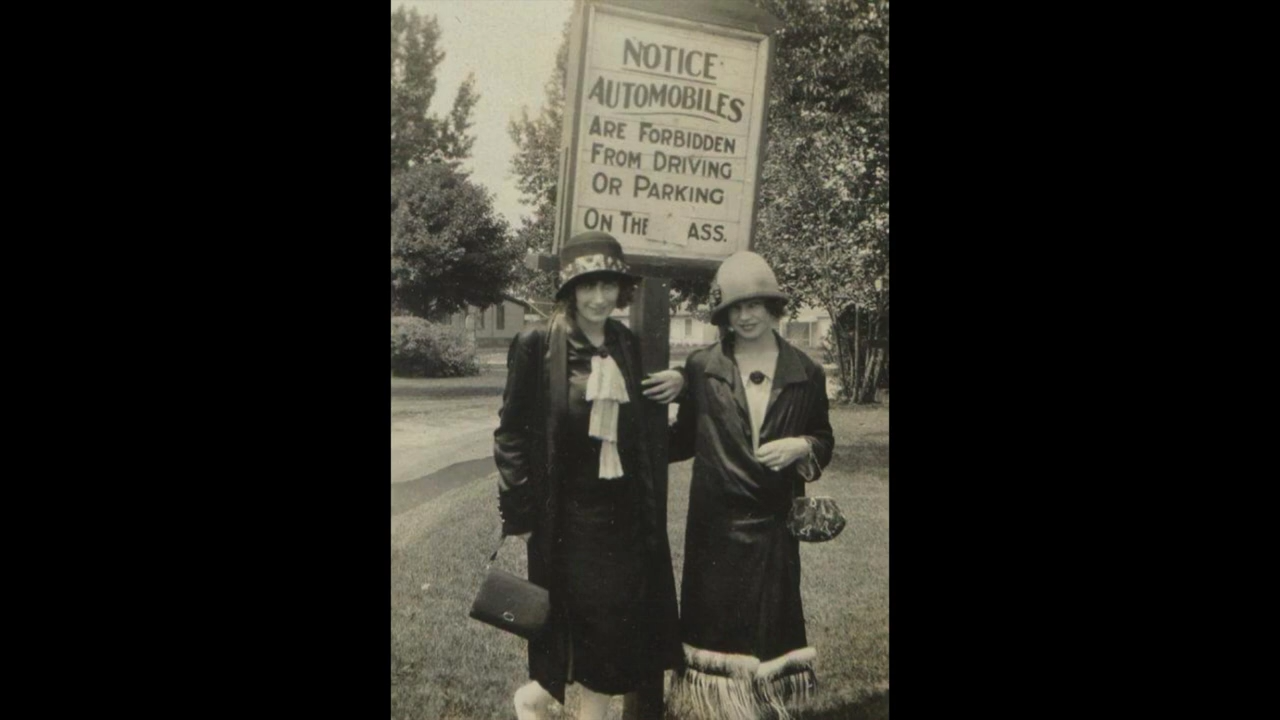 NOTICE
AUTOMOBILES
ARE FORBIDDEN
FROM DRIVING
OR PARKING
ON THE ASS.